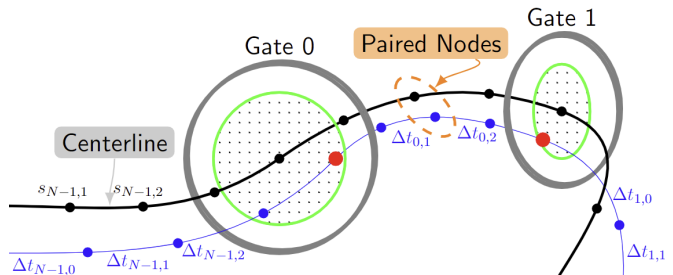 Gate 1
Gate 0
Paired Nodes
Centerline
Δt_{0,1}
Δt_{0,2}
s_{N−1,1}
s_{N−1,2}
Δt_{1,0}
Δt_{N−1,0}
Δt_{N−1,1}
Δt_{N−1,2}
Δt_{1,1}